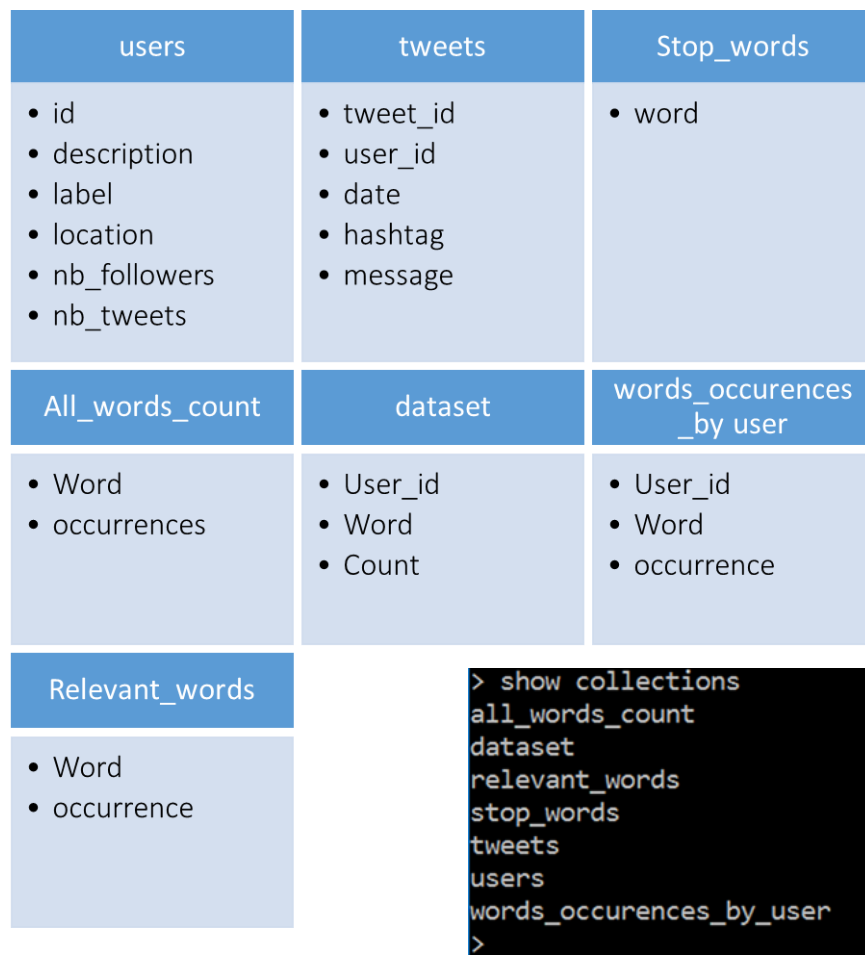 users
• id
• description
• label
• location
• nb_followers
• nb_tweets
tweets
• tweet_id
• user_id
• date
• hashtag
• message
Stop_words
• word
All_words_count
• Word
• occurrences
dataset
• User_id
• Word
• Count
words_occurences
_by user
• User_id
• Word
• occurrence
Relevant_words
• Word
• occurrence
> show collections
all_words_count
dataset
relevant_words
stop_words
tweets
users
words_occurences_by_user
>